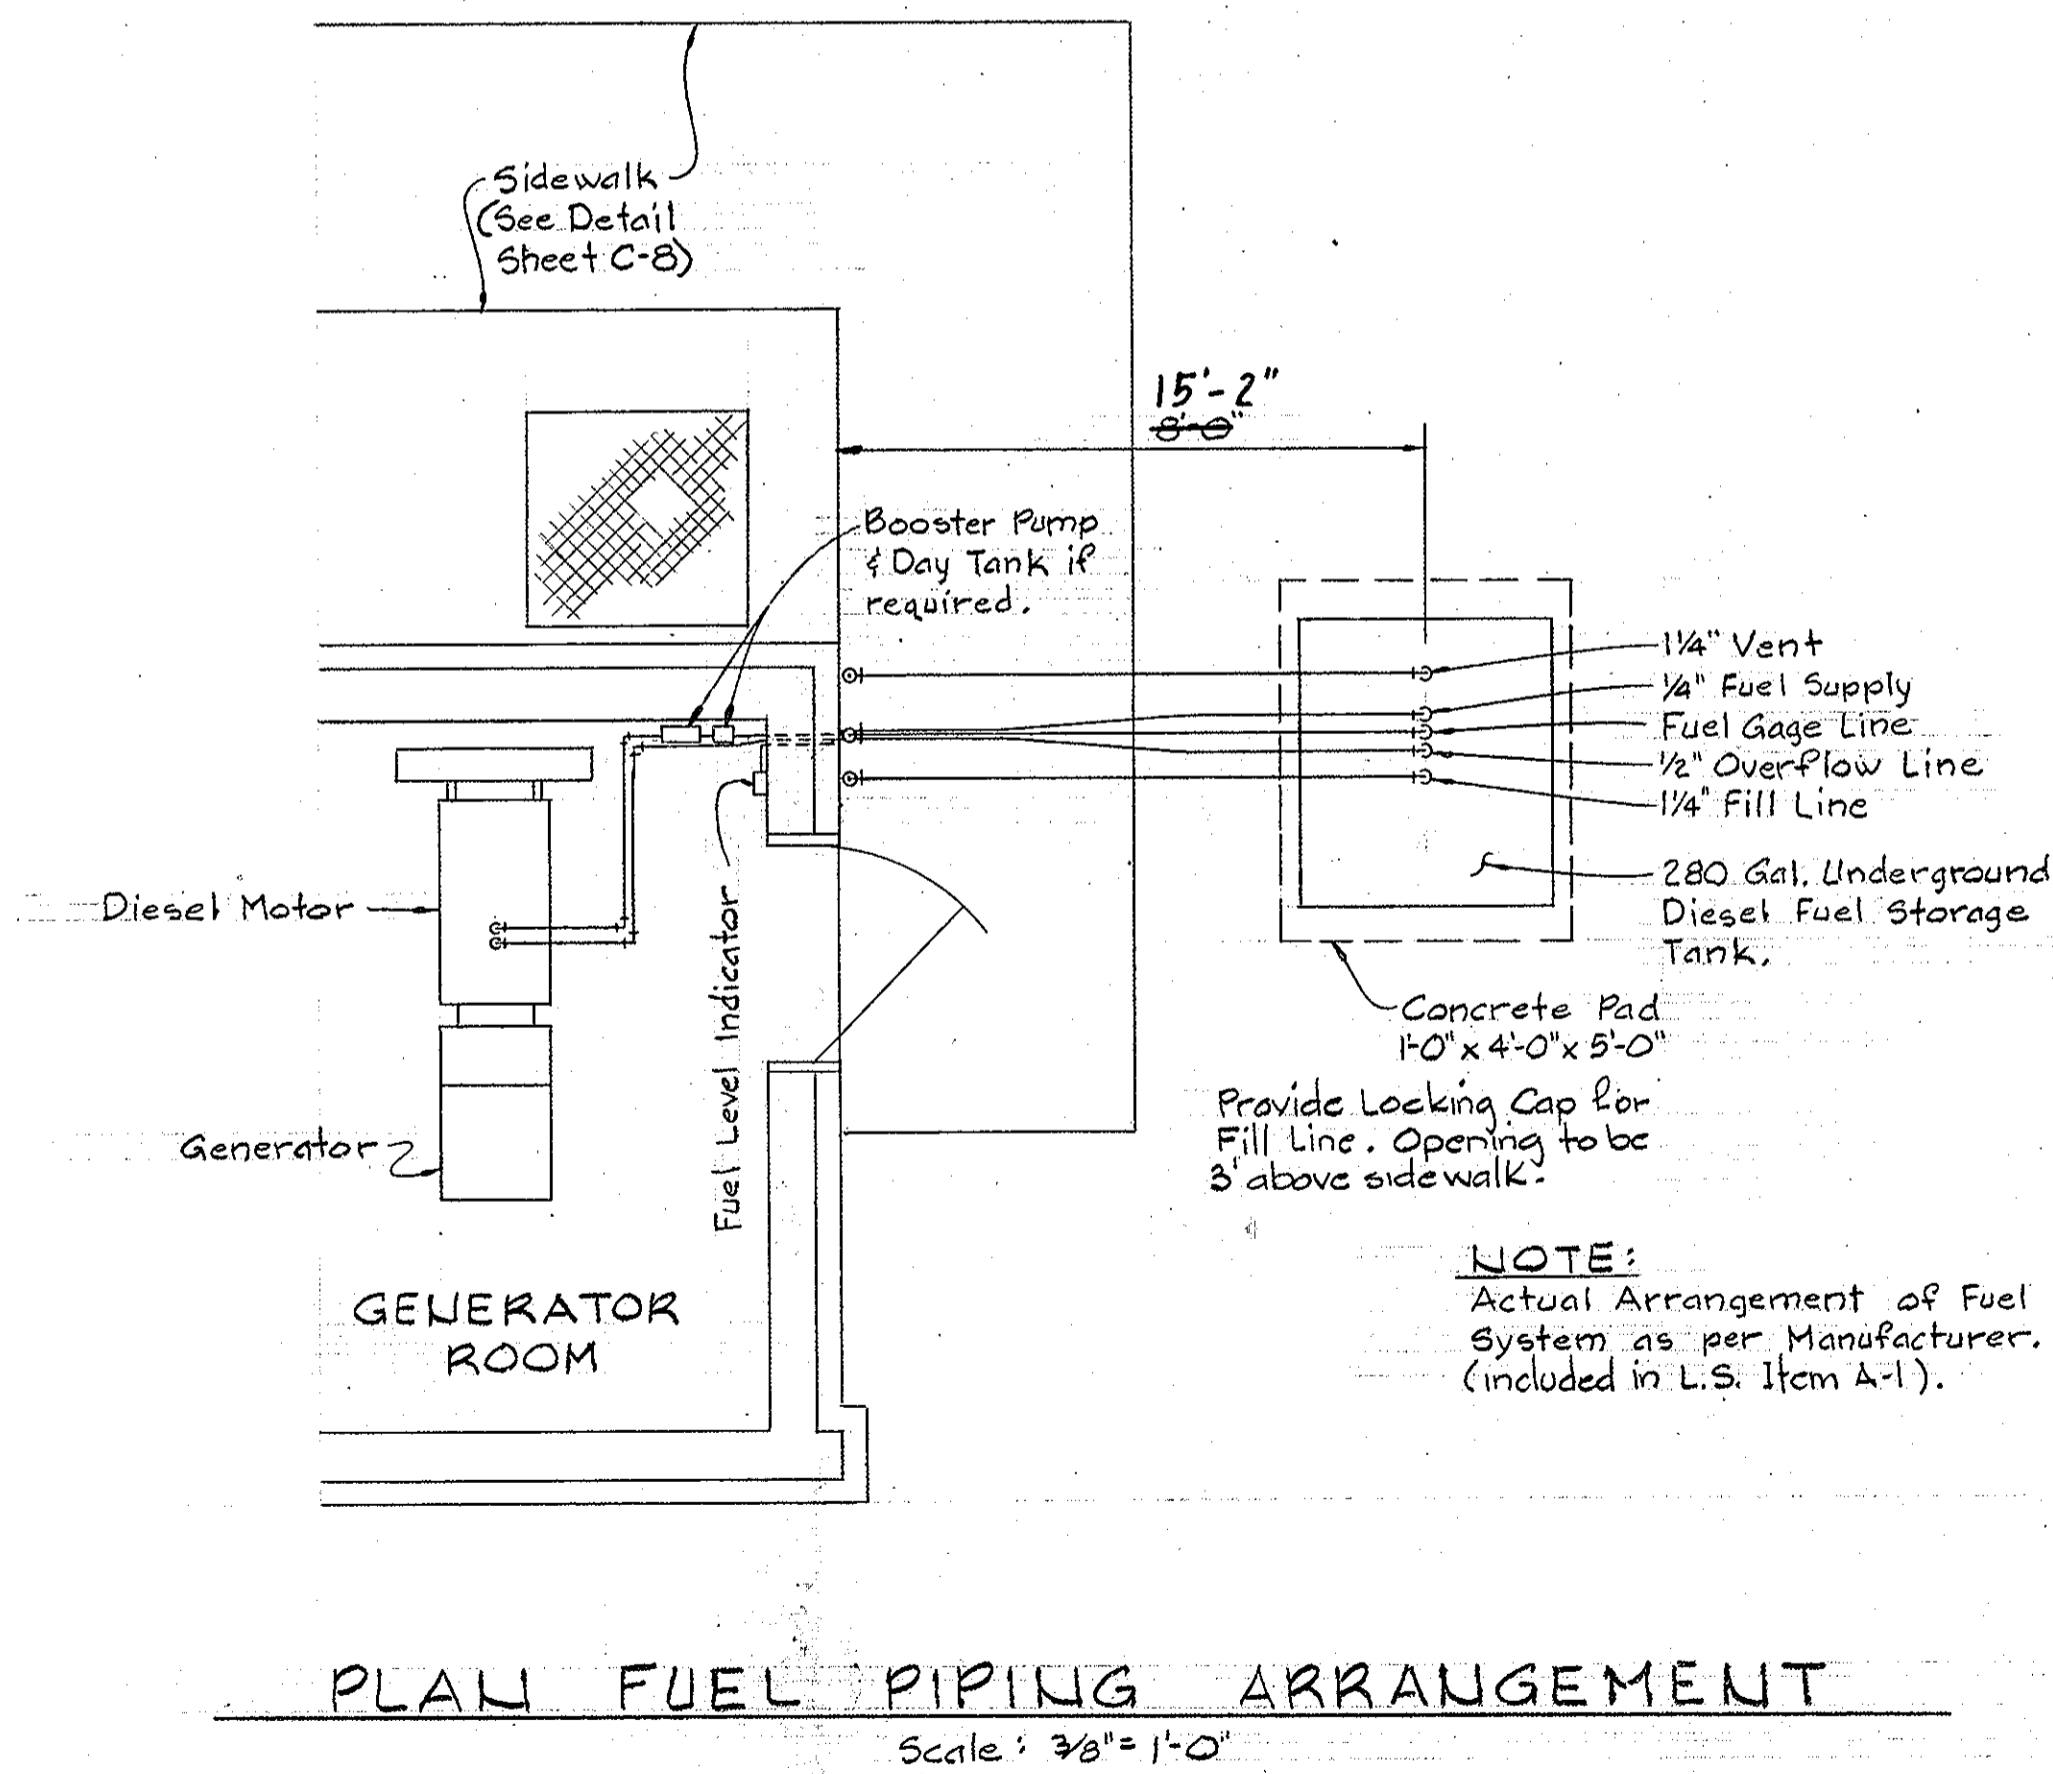 Sidewalk
(See Detail
Sheet C-8)
15'-2"
8'-0"
Booster Pump
& Day Tank if
required.
1¼" Vent
¼" Fuel Supply
Fuel Gage Line
½" Overflow Line
1¼" Fill Line
280 Gal. Underground
Diesel Fuel Storage
Tank.
Diesel Motor
Fuel Level Indicator
Concrete Pad
1'-0" x 4'-0" x 5'-0"
Provide Locking Cap for
Fill Line. Opening to be
3' above sidewalk.
Generator
GENERATOR
ROOM
NOTE:
Actual Arrangement of Fuel
System as per Manufacturer.
(included in L.S. Item A-1).
PLAN FUEL PIPING ARRANGEMENT
Scale: 3/8" = 1'-0"